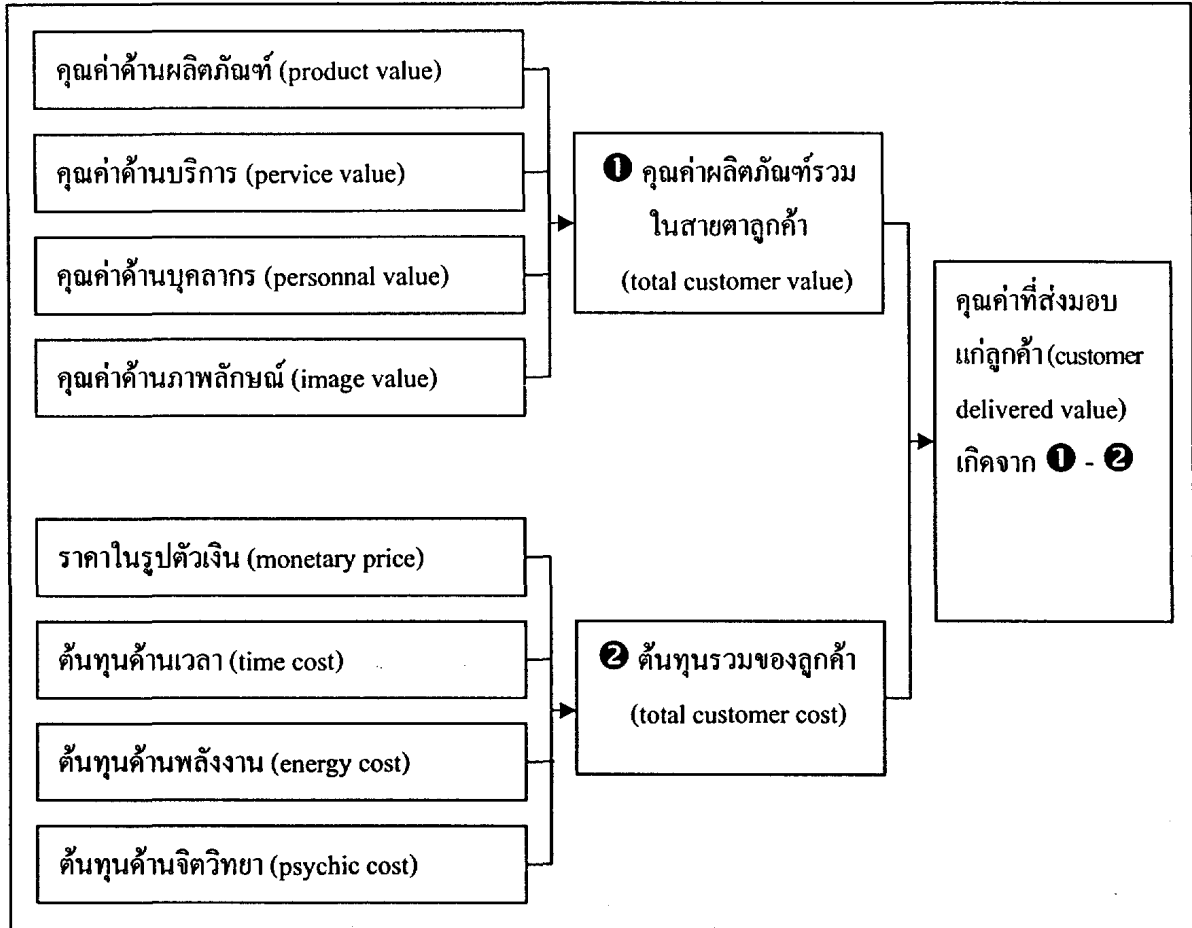 คุณค่าด้านผลิตภัณฑ์ (product value)
คุณค่าด้านบริการ (pervice value)
คุณค่าด้านบุคลากร (personnal value)
คุณค่าด้านภาพลักษณ์ (image value)
❶ คุณค่าผลิตภัณฑ์รวม
ในสายตาลูกค้า
(total customer value)
ราคาในรูปตัวเงิน (monetary price)
ต้นทุนด้านเวลา (time cost)
ต้นทุนด้านพลังงาน (energy cost)
ต้นทุนด้านจิตวิทยา (psychic cost)
❷ ต้นทุนรวมของลูกค้า
(total customer cost)
คุณค่าที่ส่งมอบ
แก่ลูกค้า (customer
delivered value)
เกิดจาก ❶ - ❷